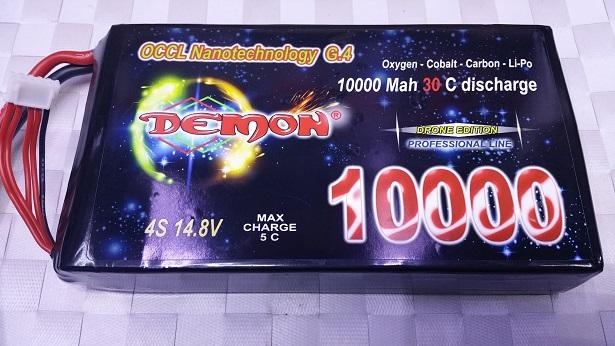 OCCL Nanotechnology G.4
Oxygen - Cobalt - Carbon - Li-Po
10000 Mah 30 C discharge
DEMON®
DRONE EDITION
PROFESSIONAL LINE
10000
4S 14.8V
MAX
CHARGE
5 C